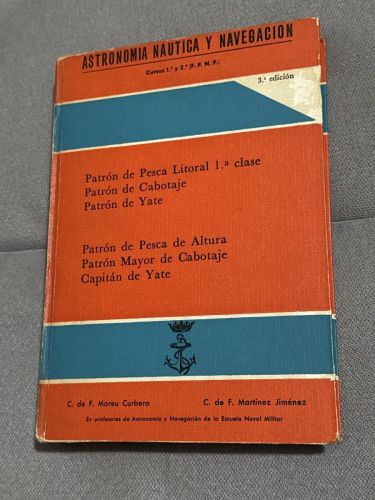 ASTRONOMIA NAUTICA Y NAVEGACION
Cursos 1.° y 2.° (F. P. N. P.)
3.ª edición
Patrón de Pesca Litoral 1.ª clase
Patrón de Cabotaje
Patrón de Yate
Patrón de Pesca de Altura
Patrón Mayor de Cabotaje
Capitán de Yate
C. de F. Moreu Curbera
C. de F. Martínez Jiménez
Ex-profesores de Astronomía y Navegación de la Escuela Naval Militar